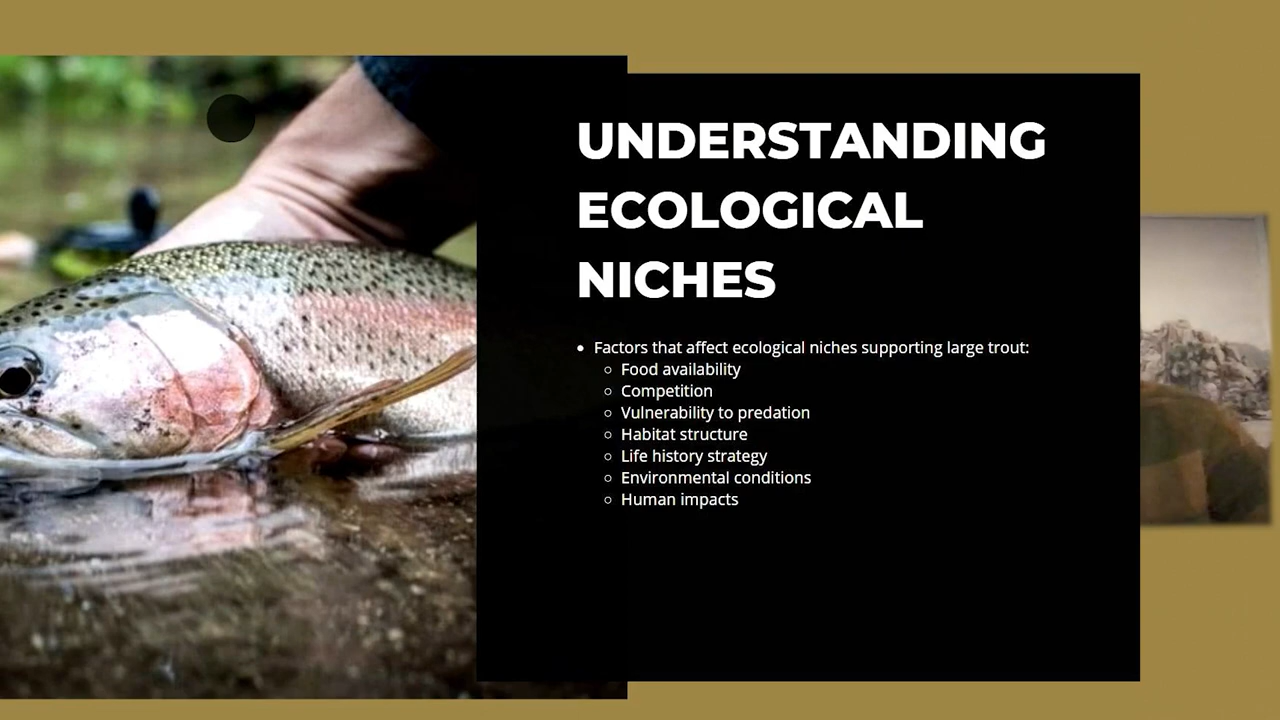 UNDERSTANDING
ECOLOGICAL
NICHES
• Factors that affect ecological niches supporting large trout:
○ Food availability
○ Competition
○ Vulnerability to predation
○ Habitat structure
○ Life history strategy
○ Environmental conditions
○ Human impacts